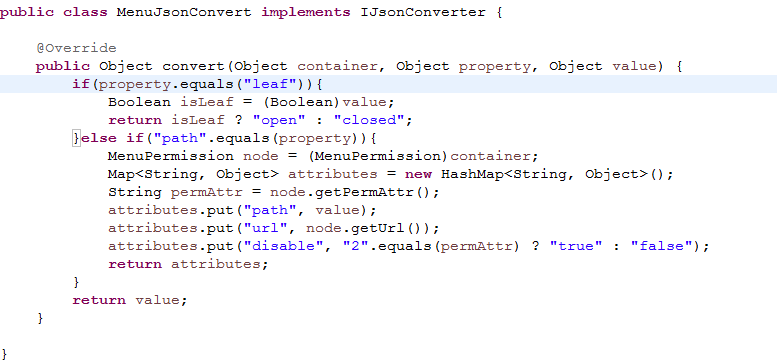 public class MenuJsonConvert implements IJsonConverter {
@Override
public Object convert(Object container, Object property, Object value) {
if(property.equals("leaf")){
Boolean isLeaf = (Boolean)value;
return isLeaf ? "open" : "closed";
}else if("path".equals(property)){
MenuPermission node = (MenuPermission)container;
Map<String, Object> attributes = new HashMap<String, Object>();
String permAttr = node.getPermAttr();
attributes.put("path", value);
attributes.put("url", node.getUrl());
attributes.put("disable", "2".equals(permAttr) ? "true" : "false");
return attributes;
}
return value;
}
}